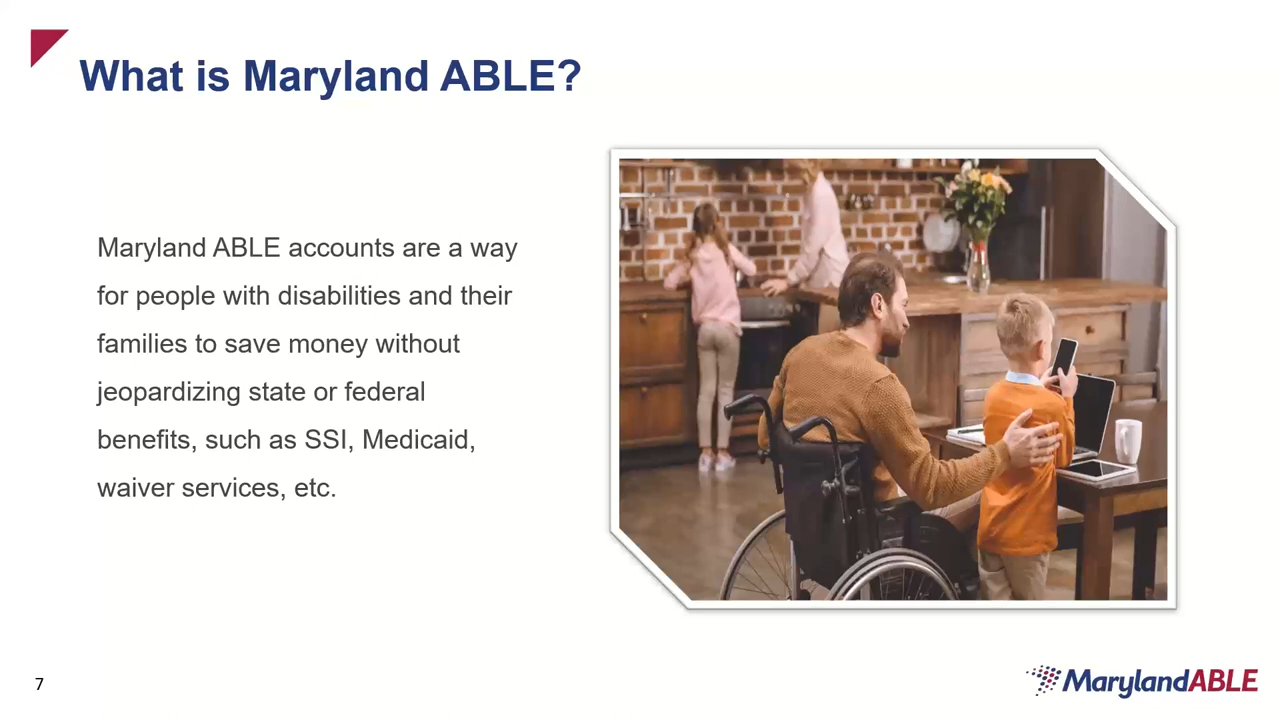 What is Maryland ABLE?
Maryland ABLE accounts are a way
for people with disabilities and their
families to save money without
jeopardizing state or federal
benefits, such as SSI, Medicaid,
waiver services, etc.
7
MarylandABLE